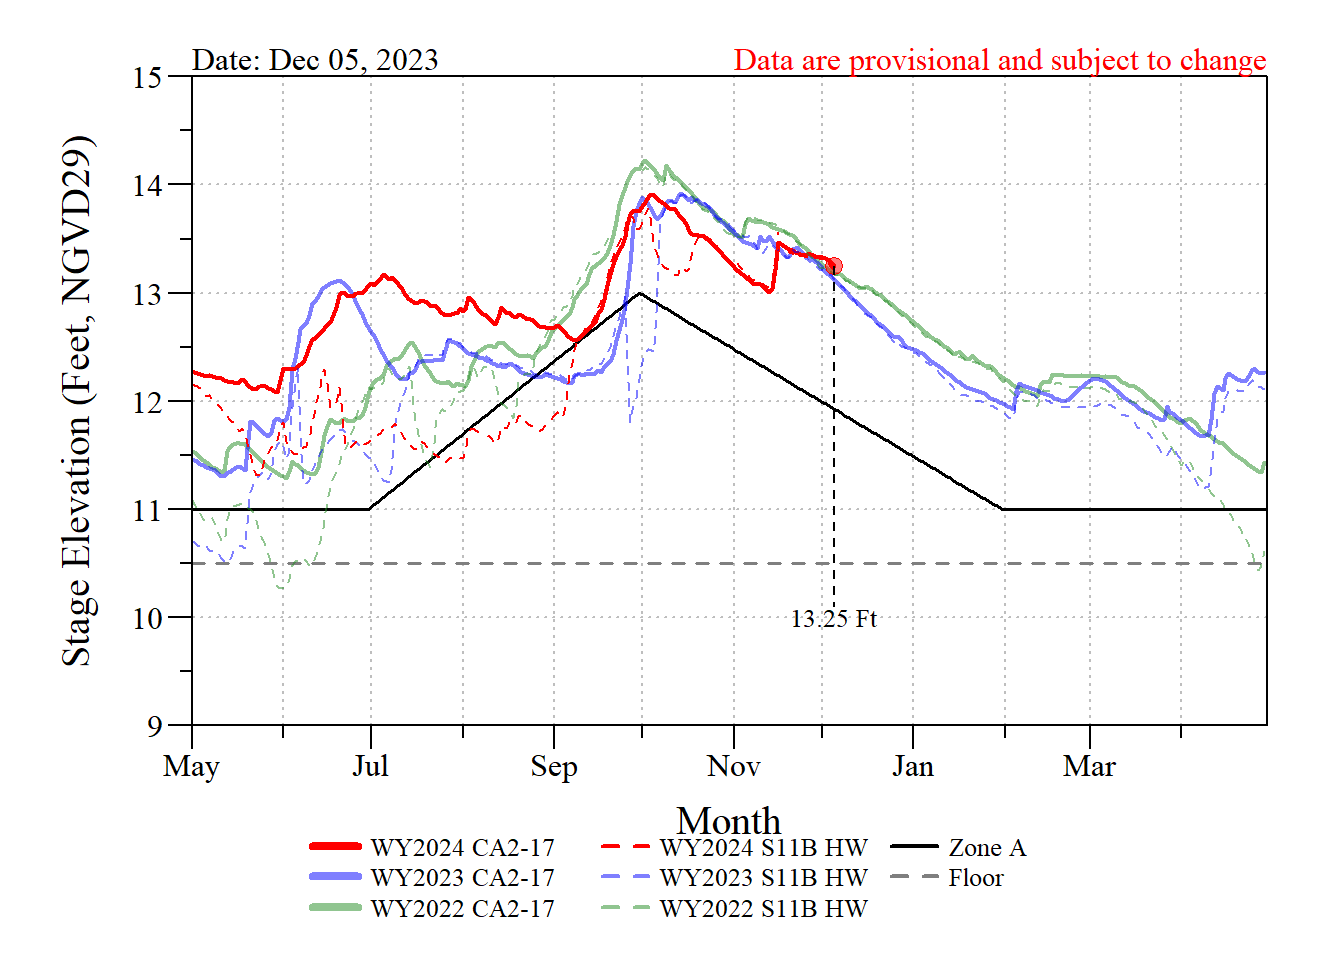 Date: Dec 05, 2023
Data are provisional and subject to change
Stage Elevation (Feet, NGVD29)
15
14
13
12
11
10
9
13.25 Ft
May
Jul
Sep
Nov
Jan
Mar
Month
WY2024 CA2-17
WY2024 S11B HW
Zone A
WY2023 CA2-17
WY2023 S11B HW
Floor
WY2022 CA2-17
WY2022 S11B HW